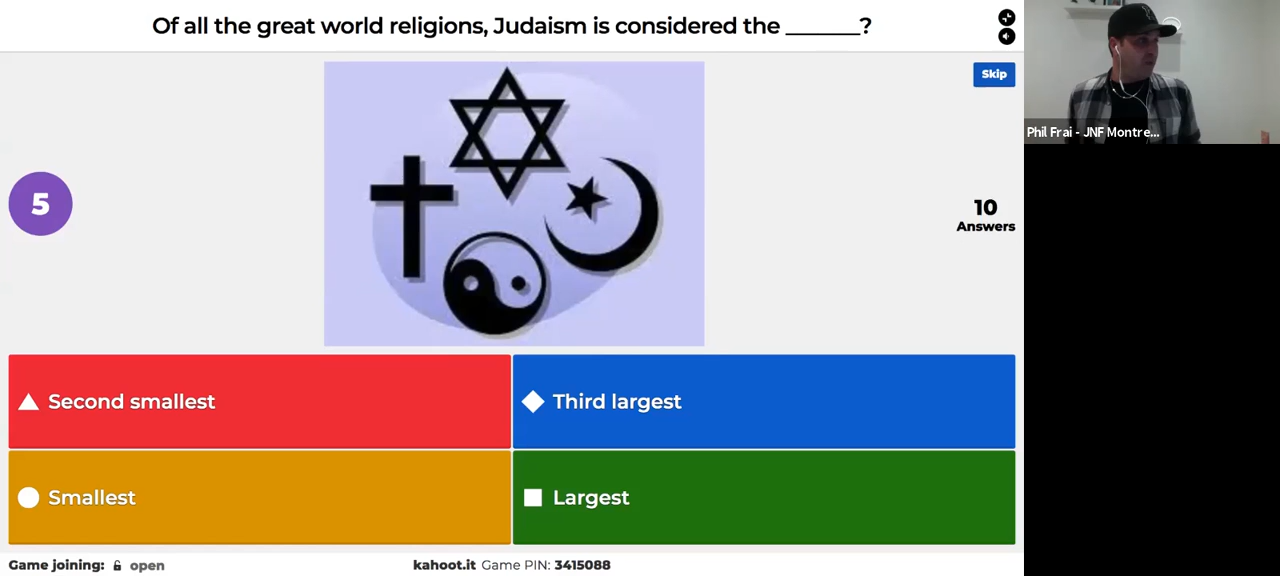 Of all the great world religions, Judaism is considered the ______?
Skip
Phil Frai - JNF Montre...
5
10
Answers
Second smallest
Third largest
Smallest
Largest
Game joining: open
kahoot.it Game PIN: 3415088